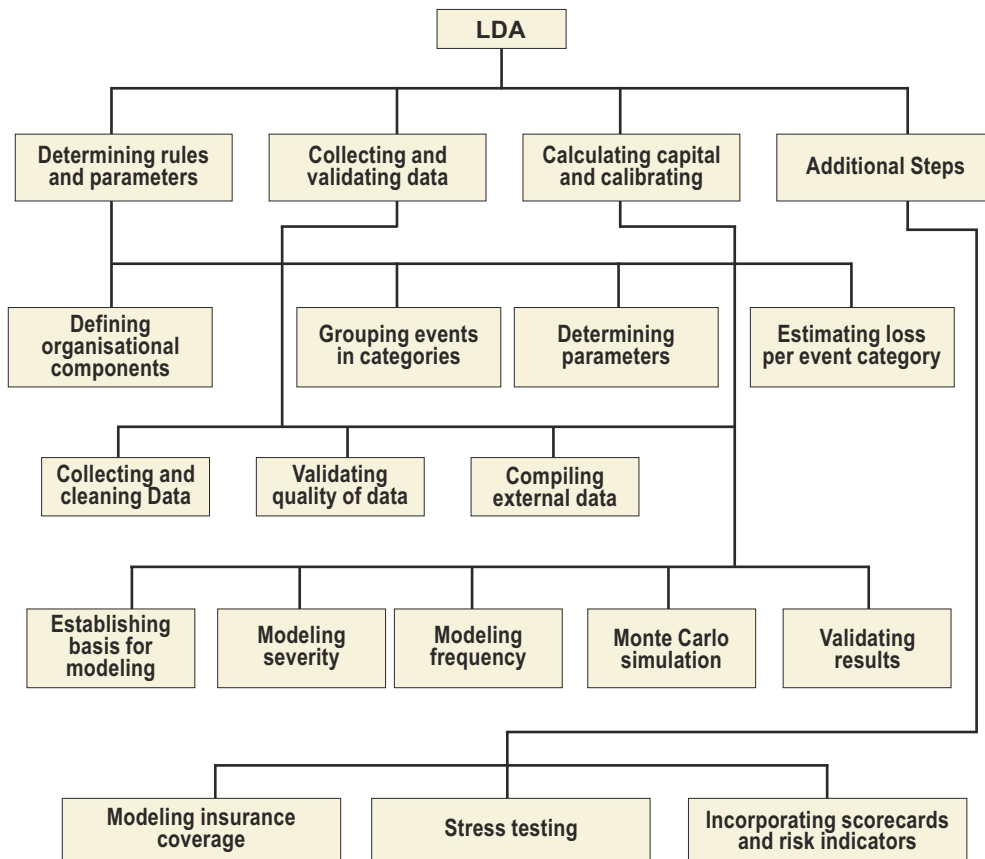 LDA
Determining rules
and parameters
Collecting and
validating data
Calculating capital
and calibrating
Additional Steps
Defining
organisational
components
Grouping events
in categories
Determining
parameters
Estimating loss
per event category
Collecting and
cleaning Data
Validating
quality of data
Compiling
external data
Establishing
basis for
modeling
Modeling
severity
Modeling
frequency
Monte Carlo
simulation
Validating
results
Modeling insurance
coverage
Stress testing
Incorporating scorecards
and risk indicators